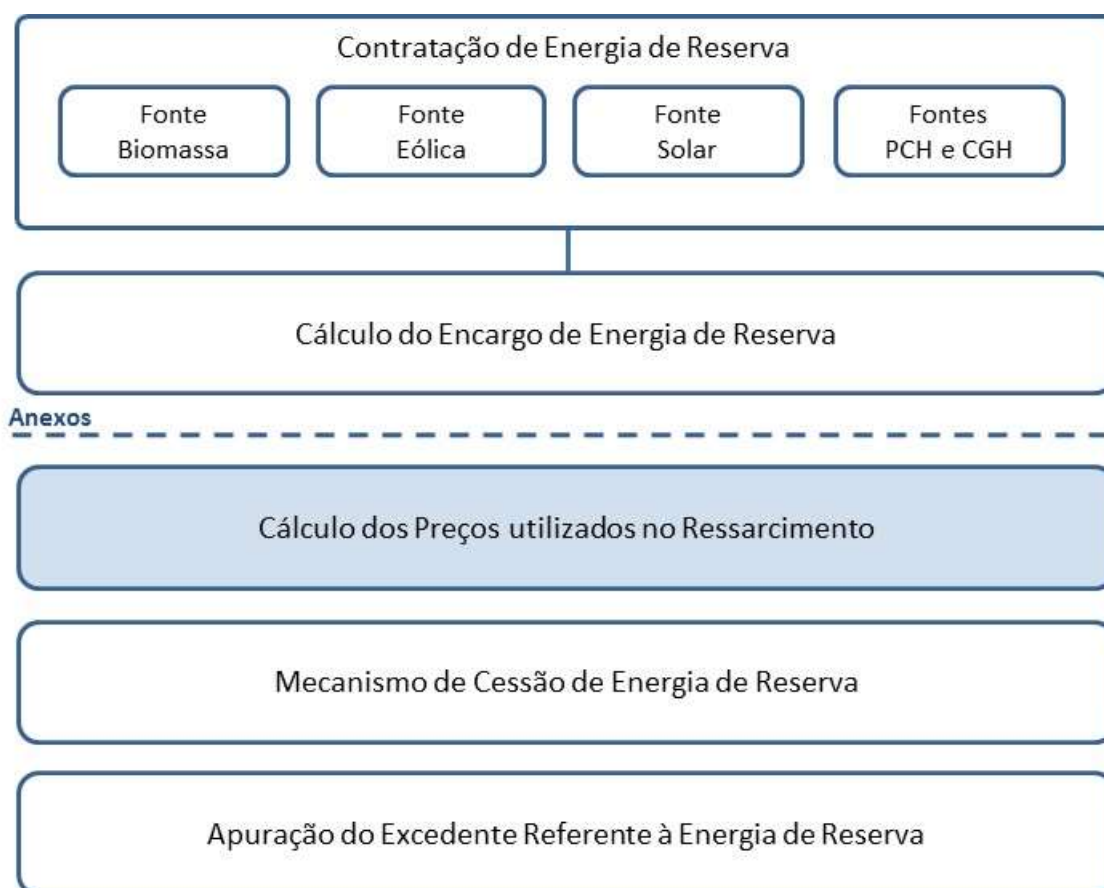 Contratação de Energia de Reserva
Fonte
Biomassa
Fonte
Eólica
Fonte
Solar
Fontes
PCH e CGH
Cálculo do Encargo de Energia de Reserva
Anexos
Cálculo dos Preços utilizados no Ressarcimento
Mecanismo de Cessão de Energia de Reserva
Apuração do Excedente Referente à Energia de Reserva